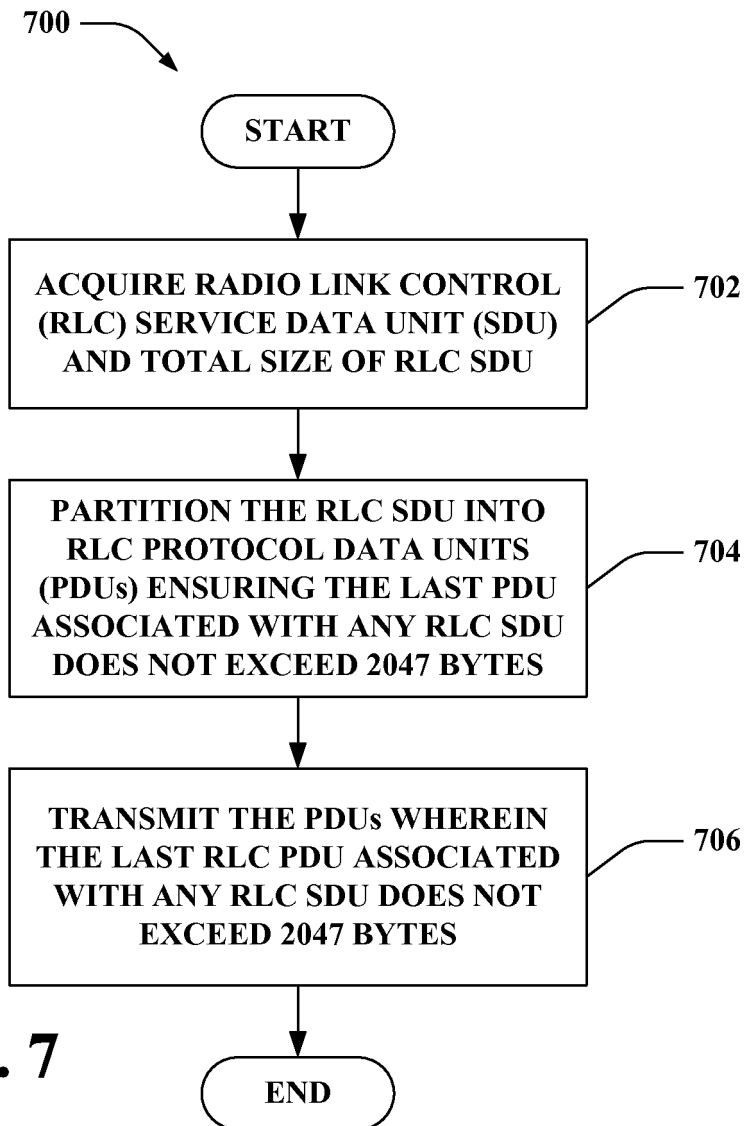 700
START
ACQUIRE RADIO LINK CONTROL
(RLC) SERVICE DATA UNIT (SDU)
AND TOTAL SIZE OF RLC SDU
702
PARTITION THE RLC SDU INTO
RLC PROTOCOL DATA UNITS
(PDUs) ENSURING THE LAST PDU
ASSOCIATED WITH ANY RLC SDU
DOES NOT EXCEED 2047 BYTES
704
TRANSMIT THE PDUs WHEREIN
THE LAST RLC PDU ASSOCIATED
WITH ANY RLC SDU DOES NOT
EXCEED 2047 BYTES
706
. 7
END